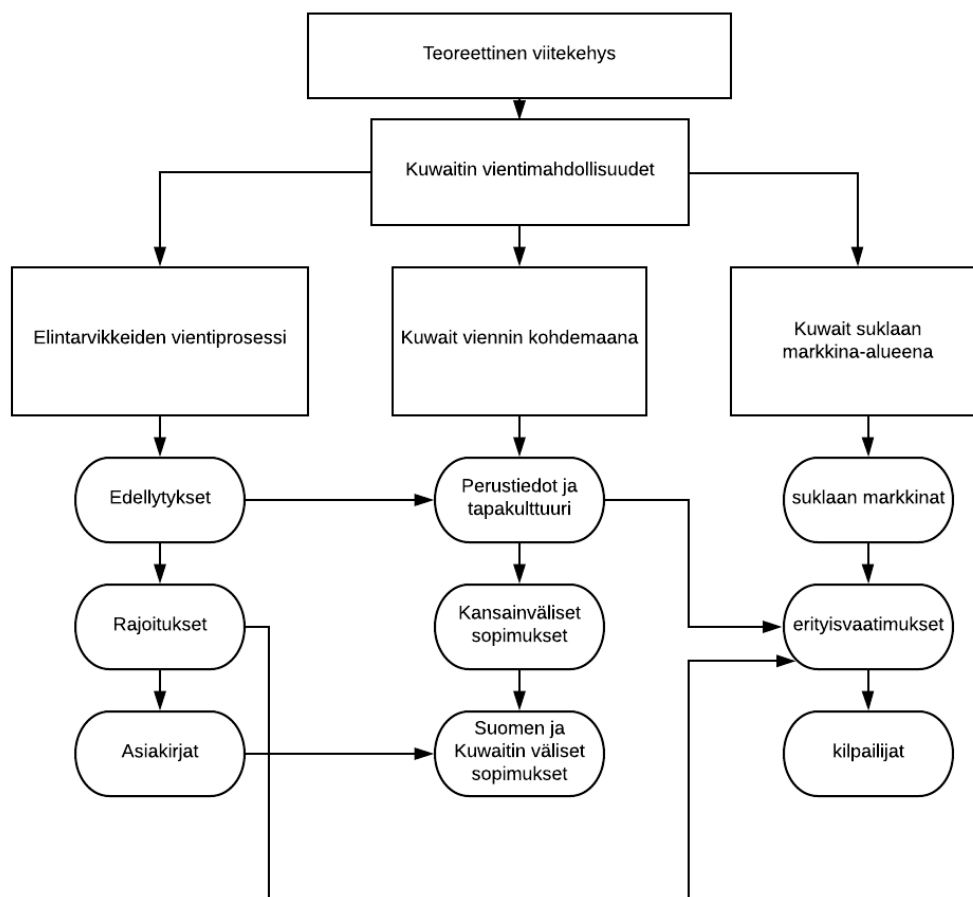 Teoreettinen viitekehys
Kuwaitin vientimahdollisuudet
Elintarvikkeiden vientiprosessi
Kuwait viennin kohdemaana
Kuwait suklaan
markkina-alueena
Edellytykset
Perustiedot ja
tapakulttuuri
suklaan markkinat
Rajoitukset
Kansainväliset
sopimukset
erityisvaatimukset
Asiakirjat
Suomen ja
Kuwaitin väliset
sopimukset
kilpailijat